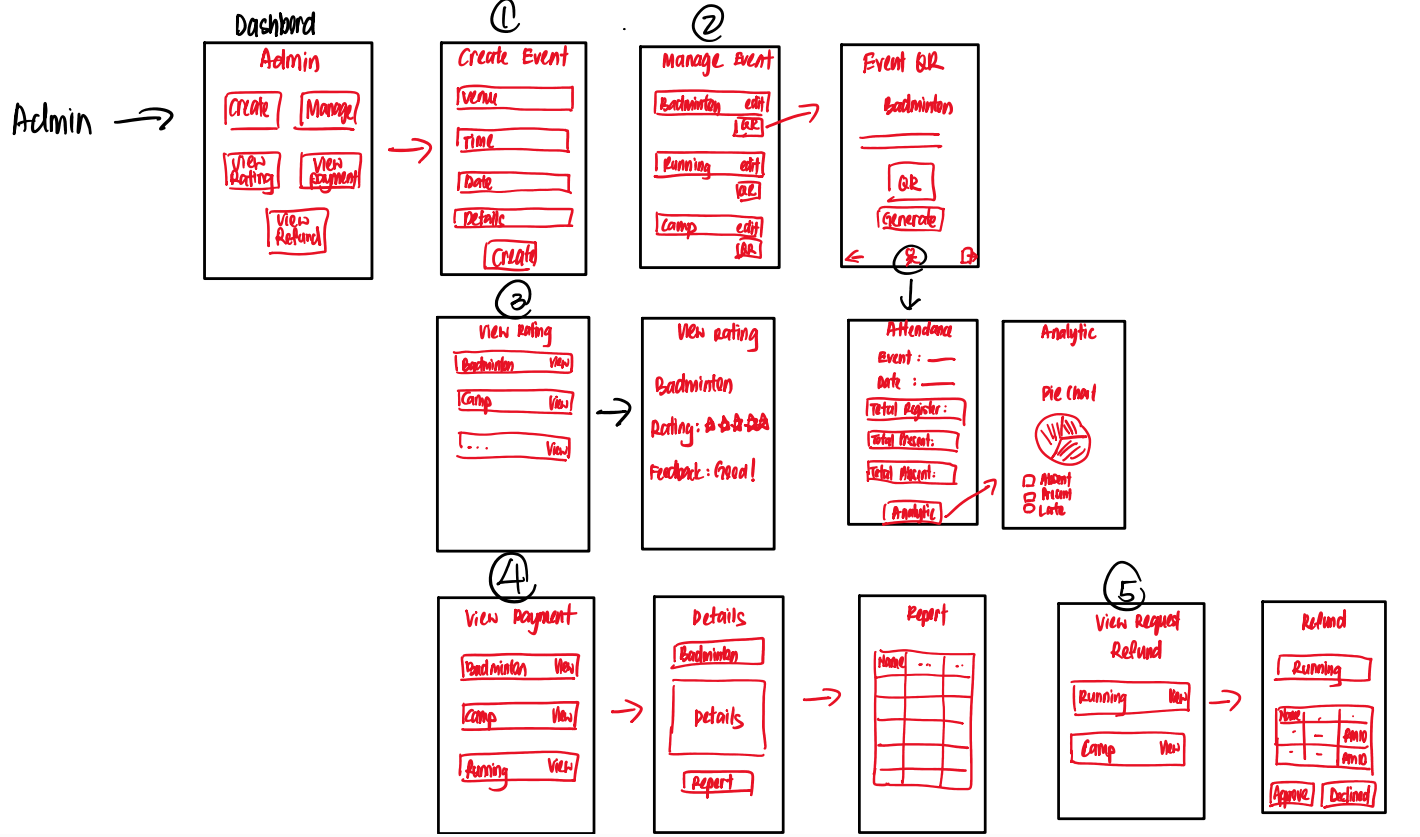 Dashbord
Admin
Admin
Create
Manage
View
Rating
View
Payment
View
Refund
1
Create Event
Venue
Time
Date
Details
Create
2
Manage Event
Badminton edit
QR
Running edit
QR
Camp edit
QR
Event QR
Badminton
QR
Generate
Attendance
Event :
Date :
Total Register :
Total Present:
Total Absent:
Analytic
Analytic
Pie Chart
Absent
Present
Late
3
View Rating
Badminton View
Camp View
.... View
View Rating
Badminton
Rating:
Feedback: Good!
4
View Payment
Badminton View
Camp View
Running View
Details
Badminton
Details
Report
Report
Name -- --
5
View Request
Refund
Running View
Camp View
Refund
Running
Name - -
- - RM10
- - RM10
Approve
Declined